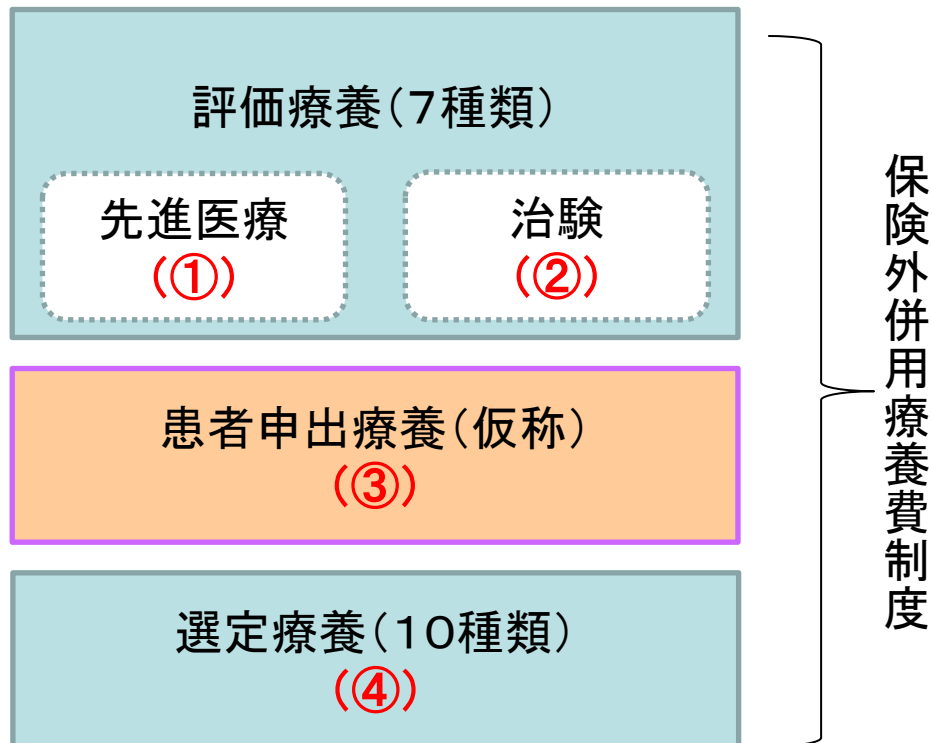 評価療養（７種類）
先進医療
（①）
治験
（②）
患者申出療養（仮称）
（③）
選定療養（１０種類）
（④）
保険外併用療養費制度